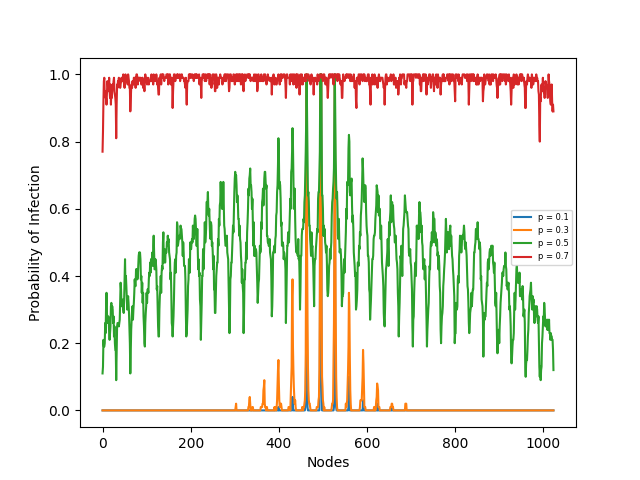 1.0
0.8
0.6
0.4
0.2
0.0
Probability of Infection
p = 0.1
p = 0.3
p = 0.5
p = 0.7
0
200
400
600
800
1000
Nodes